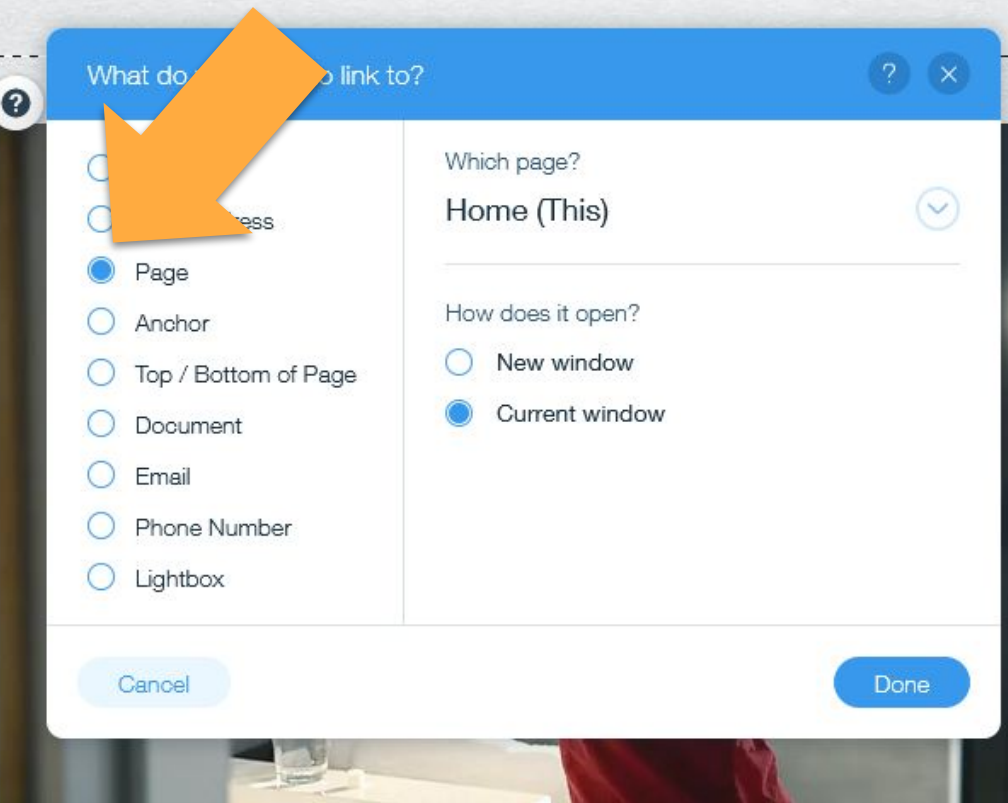 What do link to?
?
?
Which page?
Home (This)
Page
Anchor
Top / Bottom of Page
Document
Email
Phone Number
Lightbox
How does it open?
New window
Current window
Cancel
Done